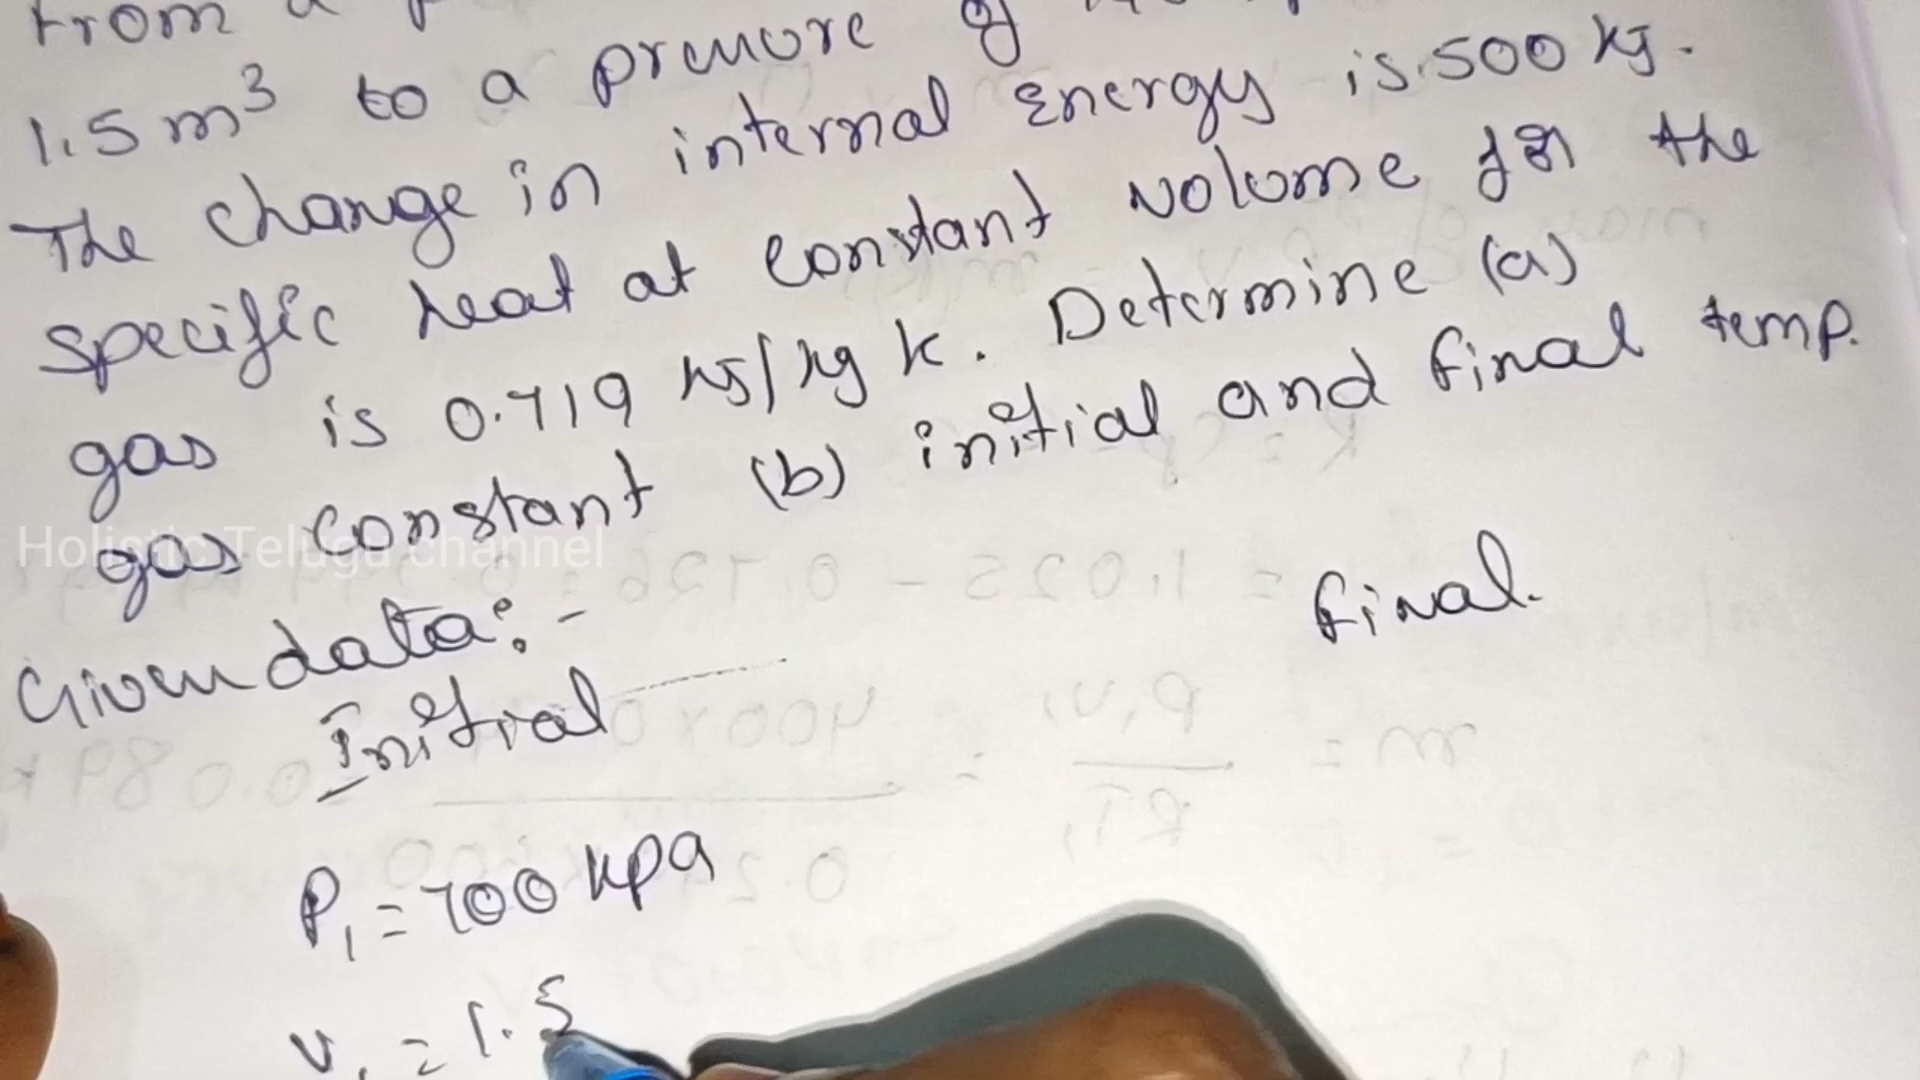 from a
1.5 m³ to a pressure of
The change in internal Energy is 500 kJ.
specific heat at constant volume for the
gas is 0.719 kJ/kg k. Determine (a)
gas constant (b) initial and final temp.
Holistic Telugu Channel
Given data:-
Initial
final.
P₁ = 700 kpa
V₁ = 1.5